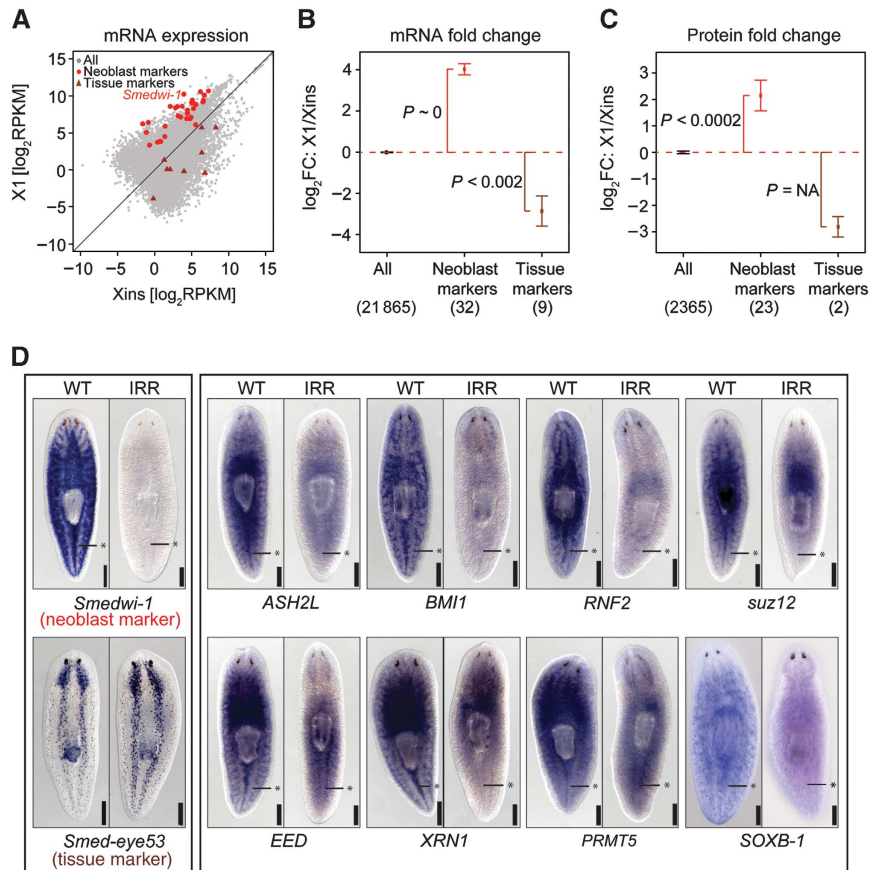 A
mRNA expression
All
Neoblast markers
Tissue markers
Smedwi-1
15
10
5
0
−5
−10
X1 [log2RPKM]
−10 −5 0 5 10 15
Xins [log2RPKM]
B
mRNA fold change
log2FC: X1/Xins
4
2
0
−2
−4
P ~ 0
P < 0.002
All Neoblast markers Tissue markers
(21 865) (32) (9)
C
Protein fold change
log2FC: X1/Xins
3
2
1
0
−1
−2
−3
P < 0.0002
P = NA
All Neoblast markers Tissue markers
(2365) (23) (2)
D
WT IRR WT IRR WT IRR WT IRR WT IRR
* * * * * * * * * *
Smedwi-1
(neoblast marker)
ASH2L BMI1 RNF2 suz12
* * * * * * * *
Smed-eye53
(tissue marker)
EED XRN1 PRMT5 SOXB-1